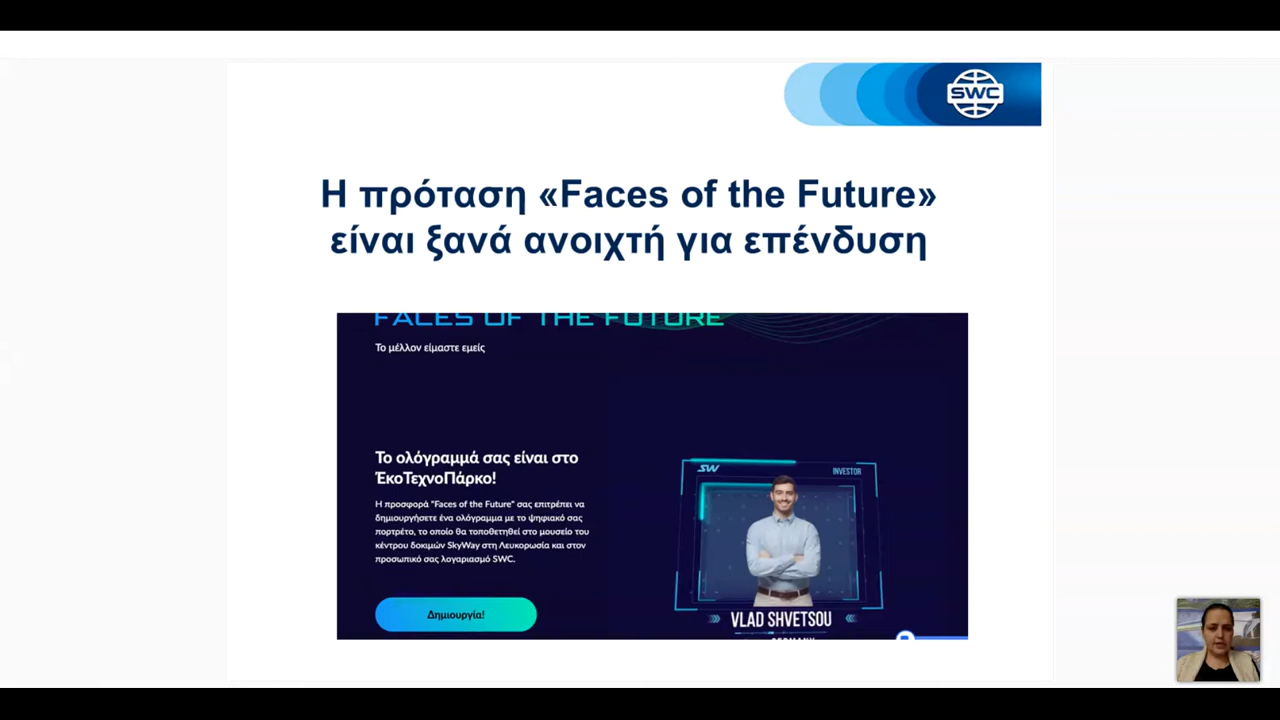 SWC
Η πρόταση «Faces of the Future»
είναι ξανά ανοιχτή για επένδυση
FACES OF THE FUTURE
Το μέλλον είμαστε εμείς
Το ολόγραμμά σας είναι στο
ΈκοΤεχνοΠάρκο!
Η προσφορά "Faces of the Future" σας επιτρέπει να
δημιουργήσετε ένα ολόγραμμα με το ψηφιακό σας
πορτρέτο, το οποίο θα τοποθετηθεί στο μουσείο του
κέντρου δοκιμών SkyWay στη Λευκορωσία και στον
προσωπικό σας λογαριασμό SWC.
Δημιουργία!
SW
INVESTOR
VLAD SHVETSOU
GERMANY